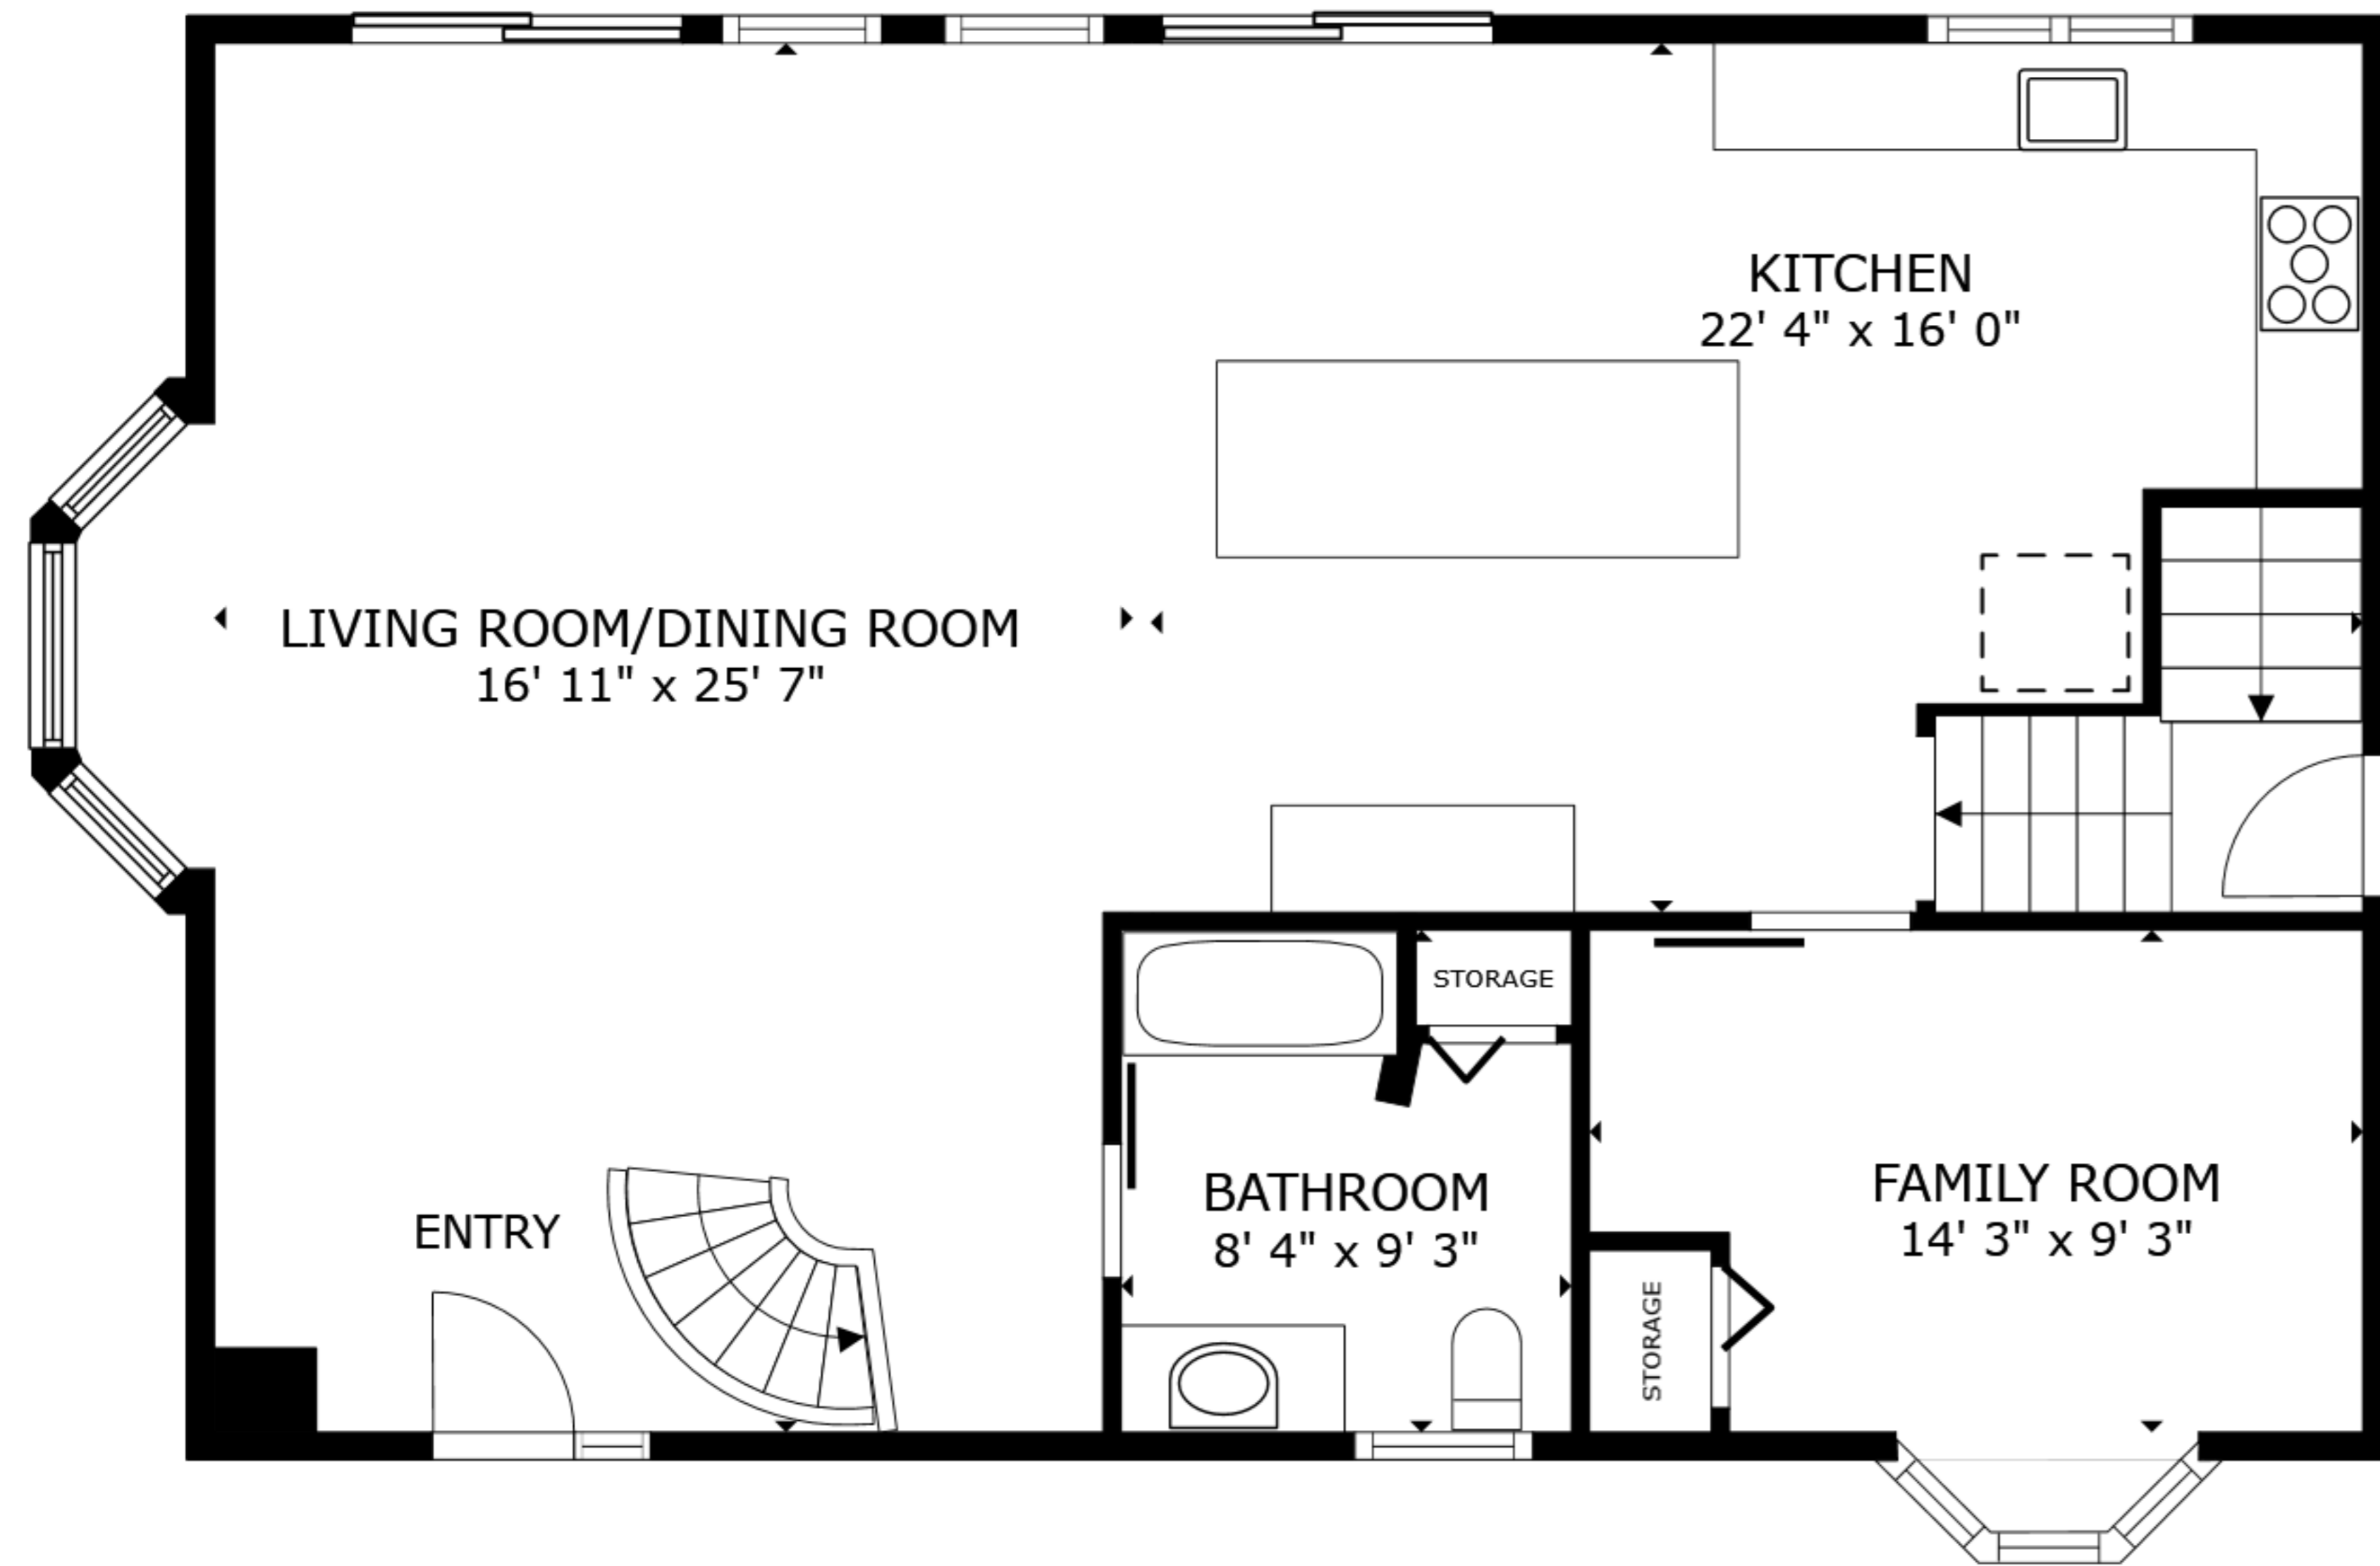 KITCHEN
22' 4" x 16' 0"
LIVING ROOM/DINING ROOM
16' 11" x 25' 7"
STORAGE
BATHROOM
8' 4" x 9' 3"
FAMILY ROOM
14' 3" x 9' 3"
ENTRY
STORAGE